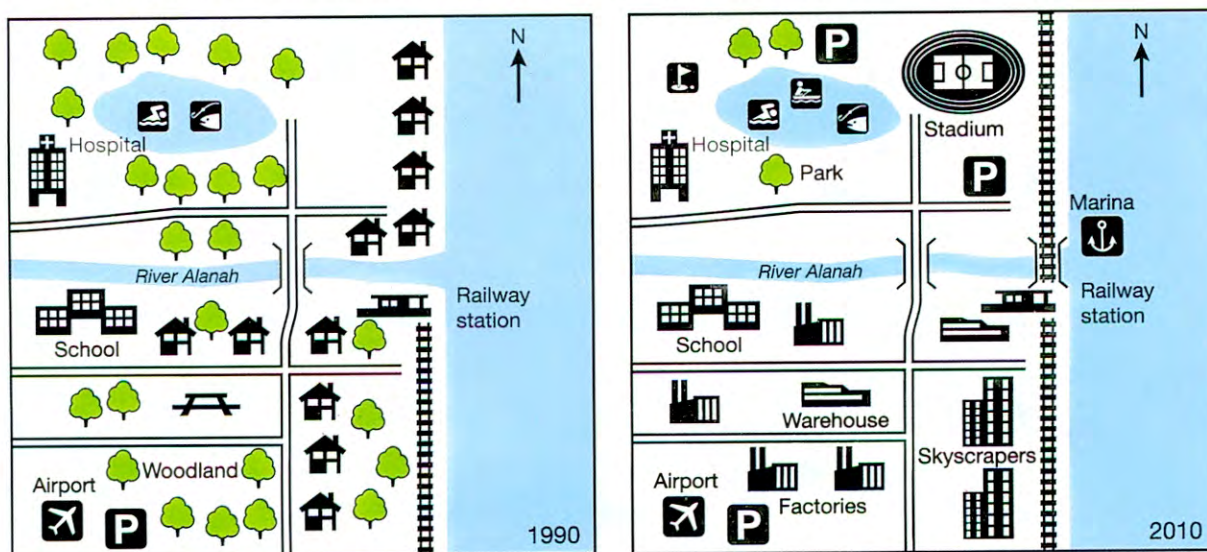 N
Hospital
River Alanah
Railway
station
School
Woodland
Airport
P
1990
P
N
Stadium
Hospital
Park
P
Marina
River Alanah
Railway
station
School
Warehouse
Skyscrapers
Airport
Factories
P
2010